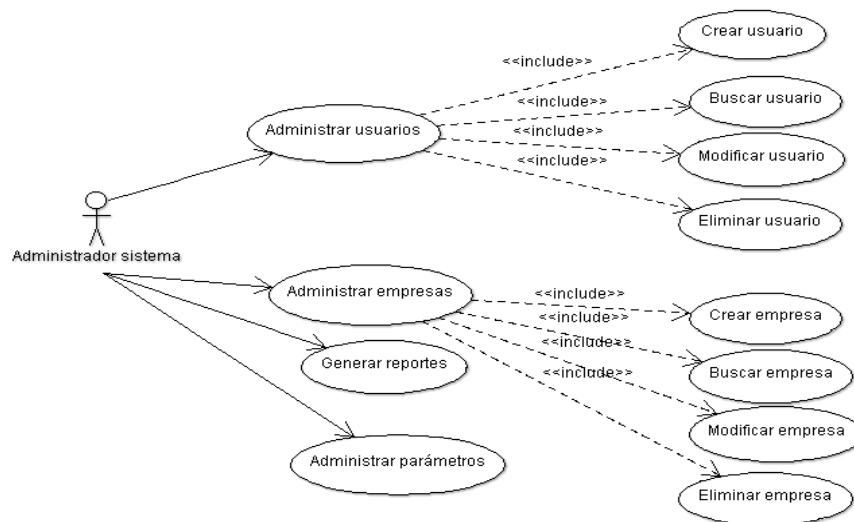 Crear usuario
<<include>>
Buscar usuario
<<include>>
Administrar usuarios
<<include>>
Modificar usuario
<<include>>
Eliminar usuario
Administrador sistema
Administrar empresas
<<include>>
Crear empresa
<<include>>
<<include>>
Generar reportes
Buscar empresa
<<include>>
Modificar empresa
Administrar parámetros
Eliminar empresa